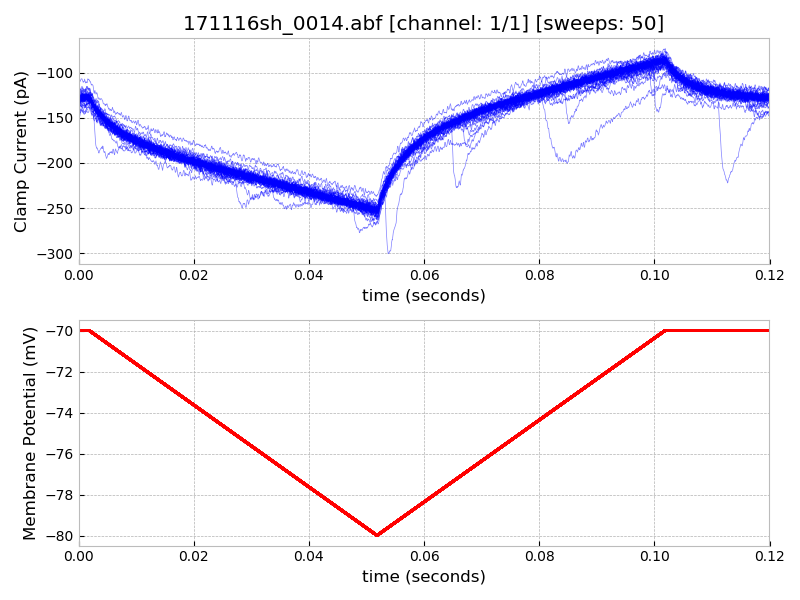 171116sh_0014.abf [channel: 1/1] [sweeps: 50]
Clamp Current (pA)
−100
−150
−200
−250
−300
0.00 0.02 0.04 0.06 0.08 0.10 0.12
time (seconds)
Membrane Potential (mV)
−70
−72
−74
−76
−78
−80
0.00 0.02 0.04 0.06 0.08 0.10 0.12
time (seconds)